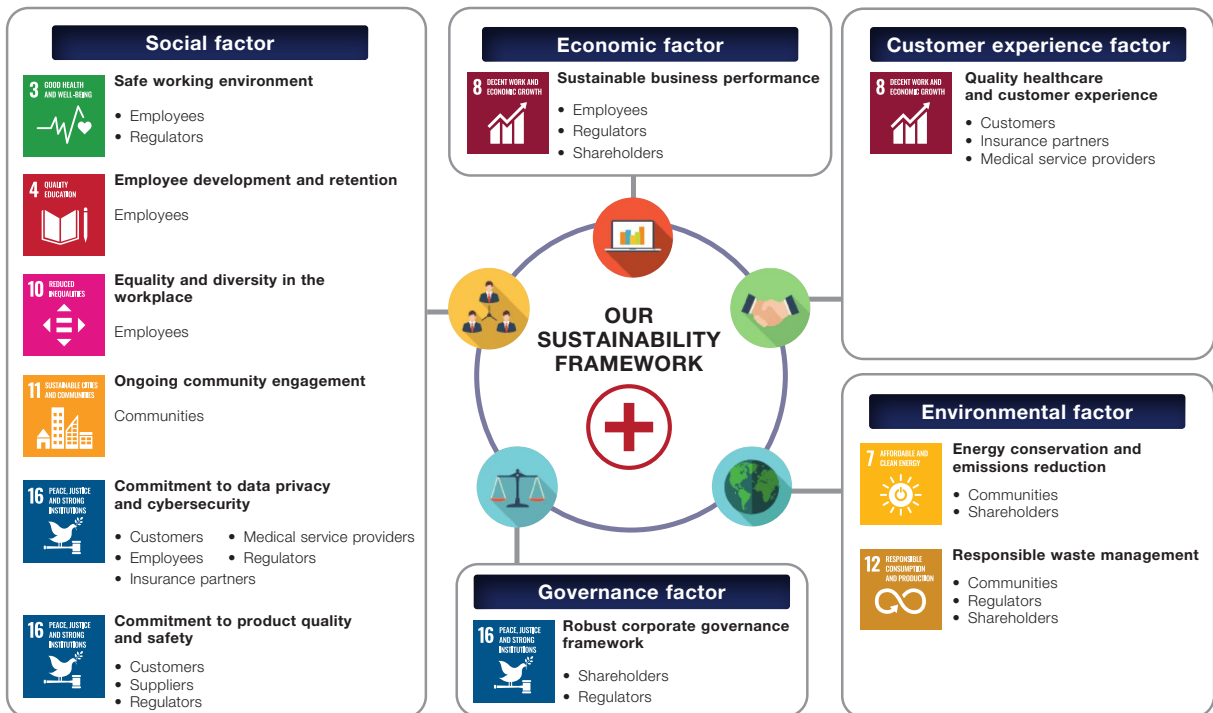 Social factor
3 GOOD HEALTH
AND WELL-BEING
Safe working environment
• Employees
• Regulators
4 QUALITY
EDUCATION
Employee development and retention
Employees
10 REDUCED
INEQUALITIES
Equality and diversity in the
workplace
Employees
11 SUSTAINABLE CITIES
AND COMMUNITIES
Ongoing community engagement
Communities
16 PEACE, JUSTICE
AND STRONG
INSTITUTIONS
Commitment to data privacy
and cybersecurity
• Customers • Medical service providers
• Employees • Regulators
• Insurance partners
16 PEACE, JUSTICE
AND STRONG
INSTITUTIONS
Commitment to product quality
and safety
• Customers
• Suppliers
• Regulators
Economic factor
8 DECENT WORK AND
ECONOMIC GROWTH
Sustainable business performance
• Employees
• Regulators
• Shareholders
OUR
SUSTAINABILITY
FRAMEWORK
Governance factor
16 PEACE, JUSTICE
AND STRONG
INSTITUTIONS
Robust corporate governance
framework
• Shareholders
• Regulators
Customer experience factor
8 DECENT WORK AND
ECONOMIC GROWTH
Quality healthcare
and customer experience
• Customers
• Insurance partners
• Medical service providers
Environmental factor
7 AFFORDABLE AND
CLEAN ENERGY
Energy conservation and
emissions reduction
• Communities
• Shareholders
12 RESPONSIBLE
CONSUMPTION
AND PRODUCTION
Responsible waste management
• Communities
• Regulators
• Shareholders